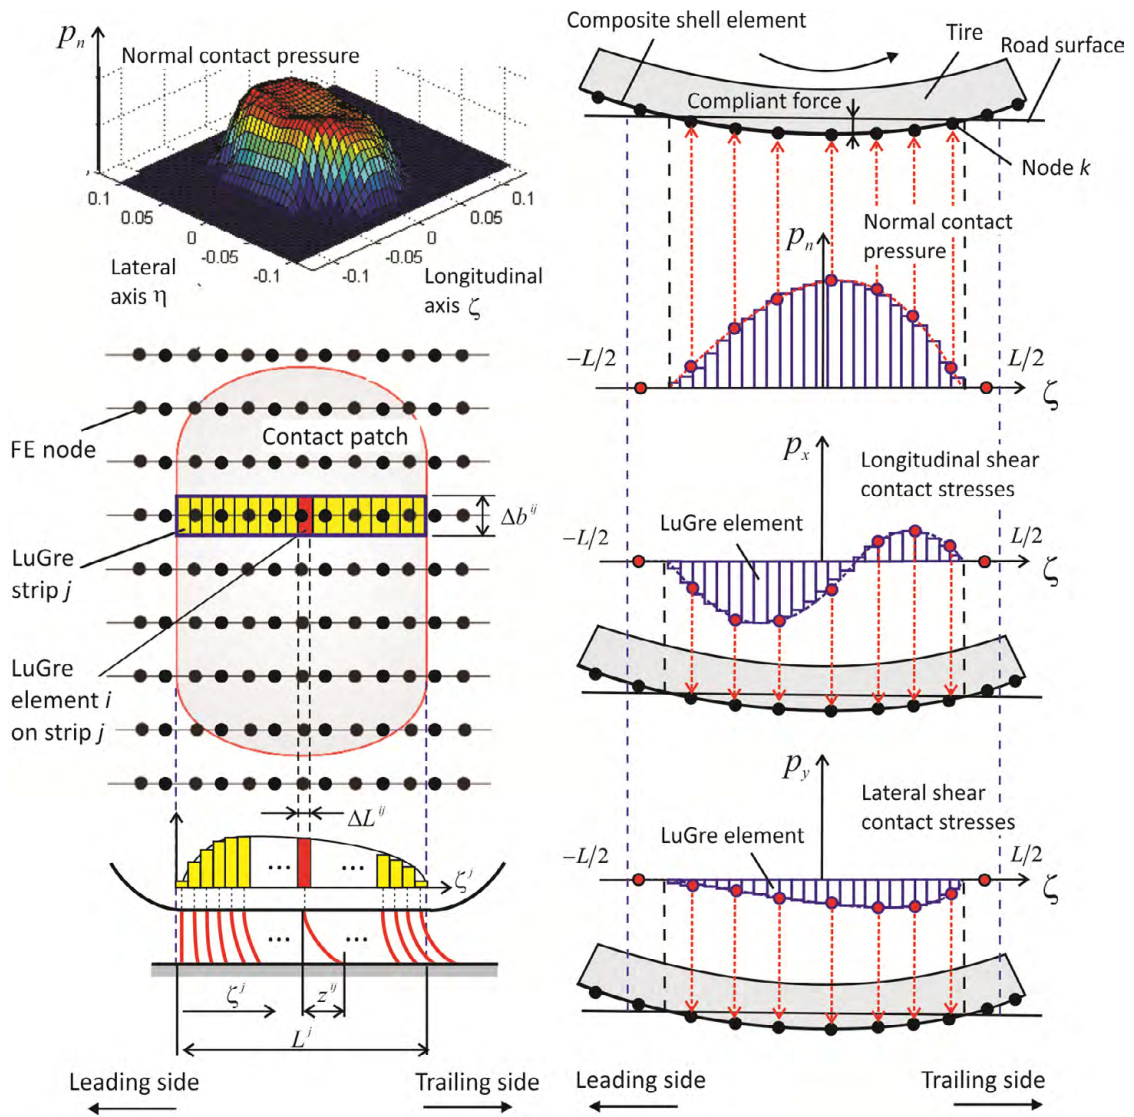 p_n
Normal contact pressure
0.1
0.05
0
-0.05
-0.1
Lateral
axis η
-0.1
-0.05
0
0.05
0.1
Longitudinal
axis ζ
FE node
Contact patch
Δb^ij
LuGre
strip j
LuGre
element i
on strip j
ΔL^ij
...
...
ζ^j
...
...
ζ^j
z^ij
L^j
Leading side
Trailing side
Composite shell element
Tire
Road surface
Compliant force
Node k
p_n
Normal contact
pressure
-L/2
L/2
ζ
p_x
Longitudinal shear
contact stresses
LuGre element
-L/2
L/2
ζ
p_y
Lateral shear
contact stresses
LuGre element
-L/2
L/2
ζ
Leading side
Trailing side